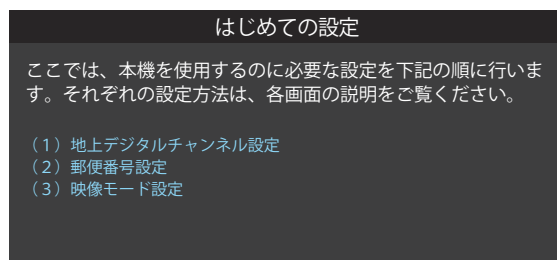 はじめての設定
ここでは、本機を使用するのに必要な設定を下記の順に行いま
す。それぞれの設定方法は、各画面の説明をご覧ください。
（1）地上デジタルチャンネル設定
（2）郵便番号設定
（3）映像モード設定